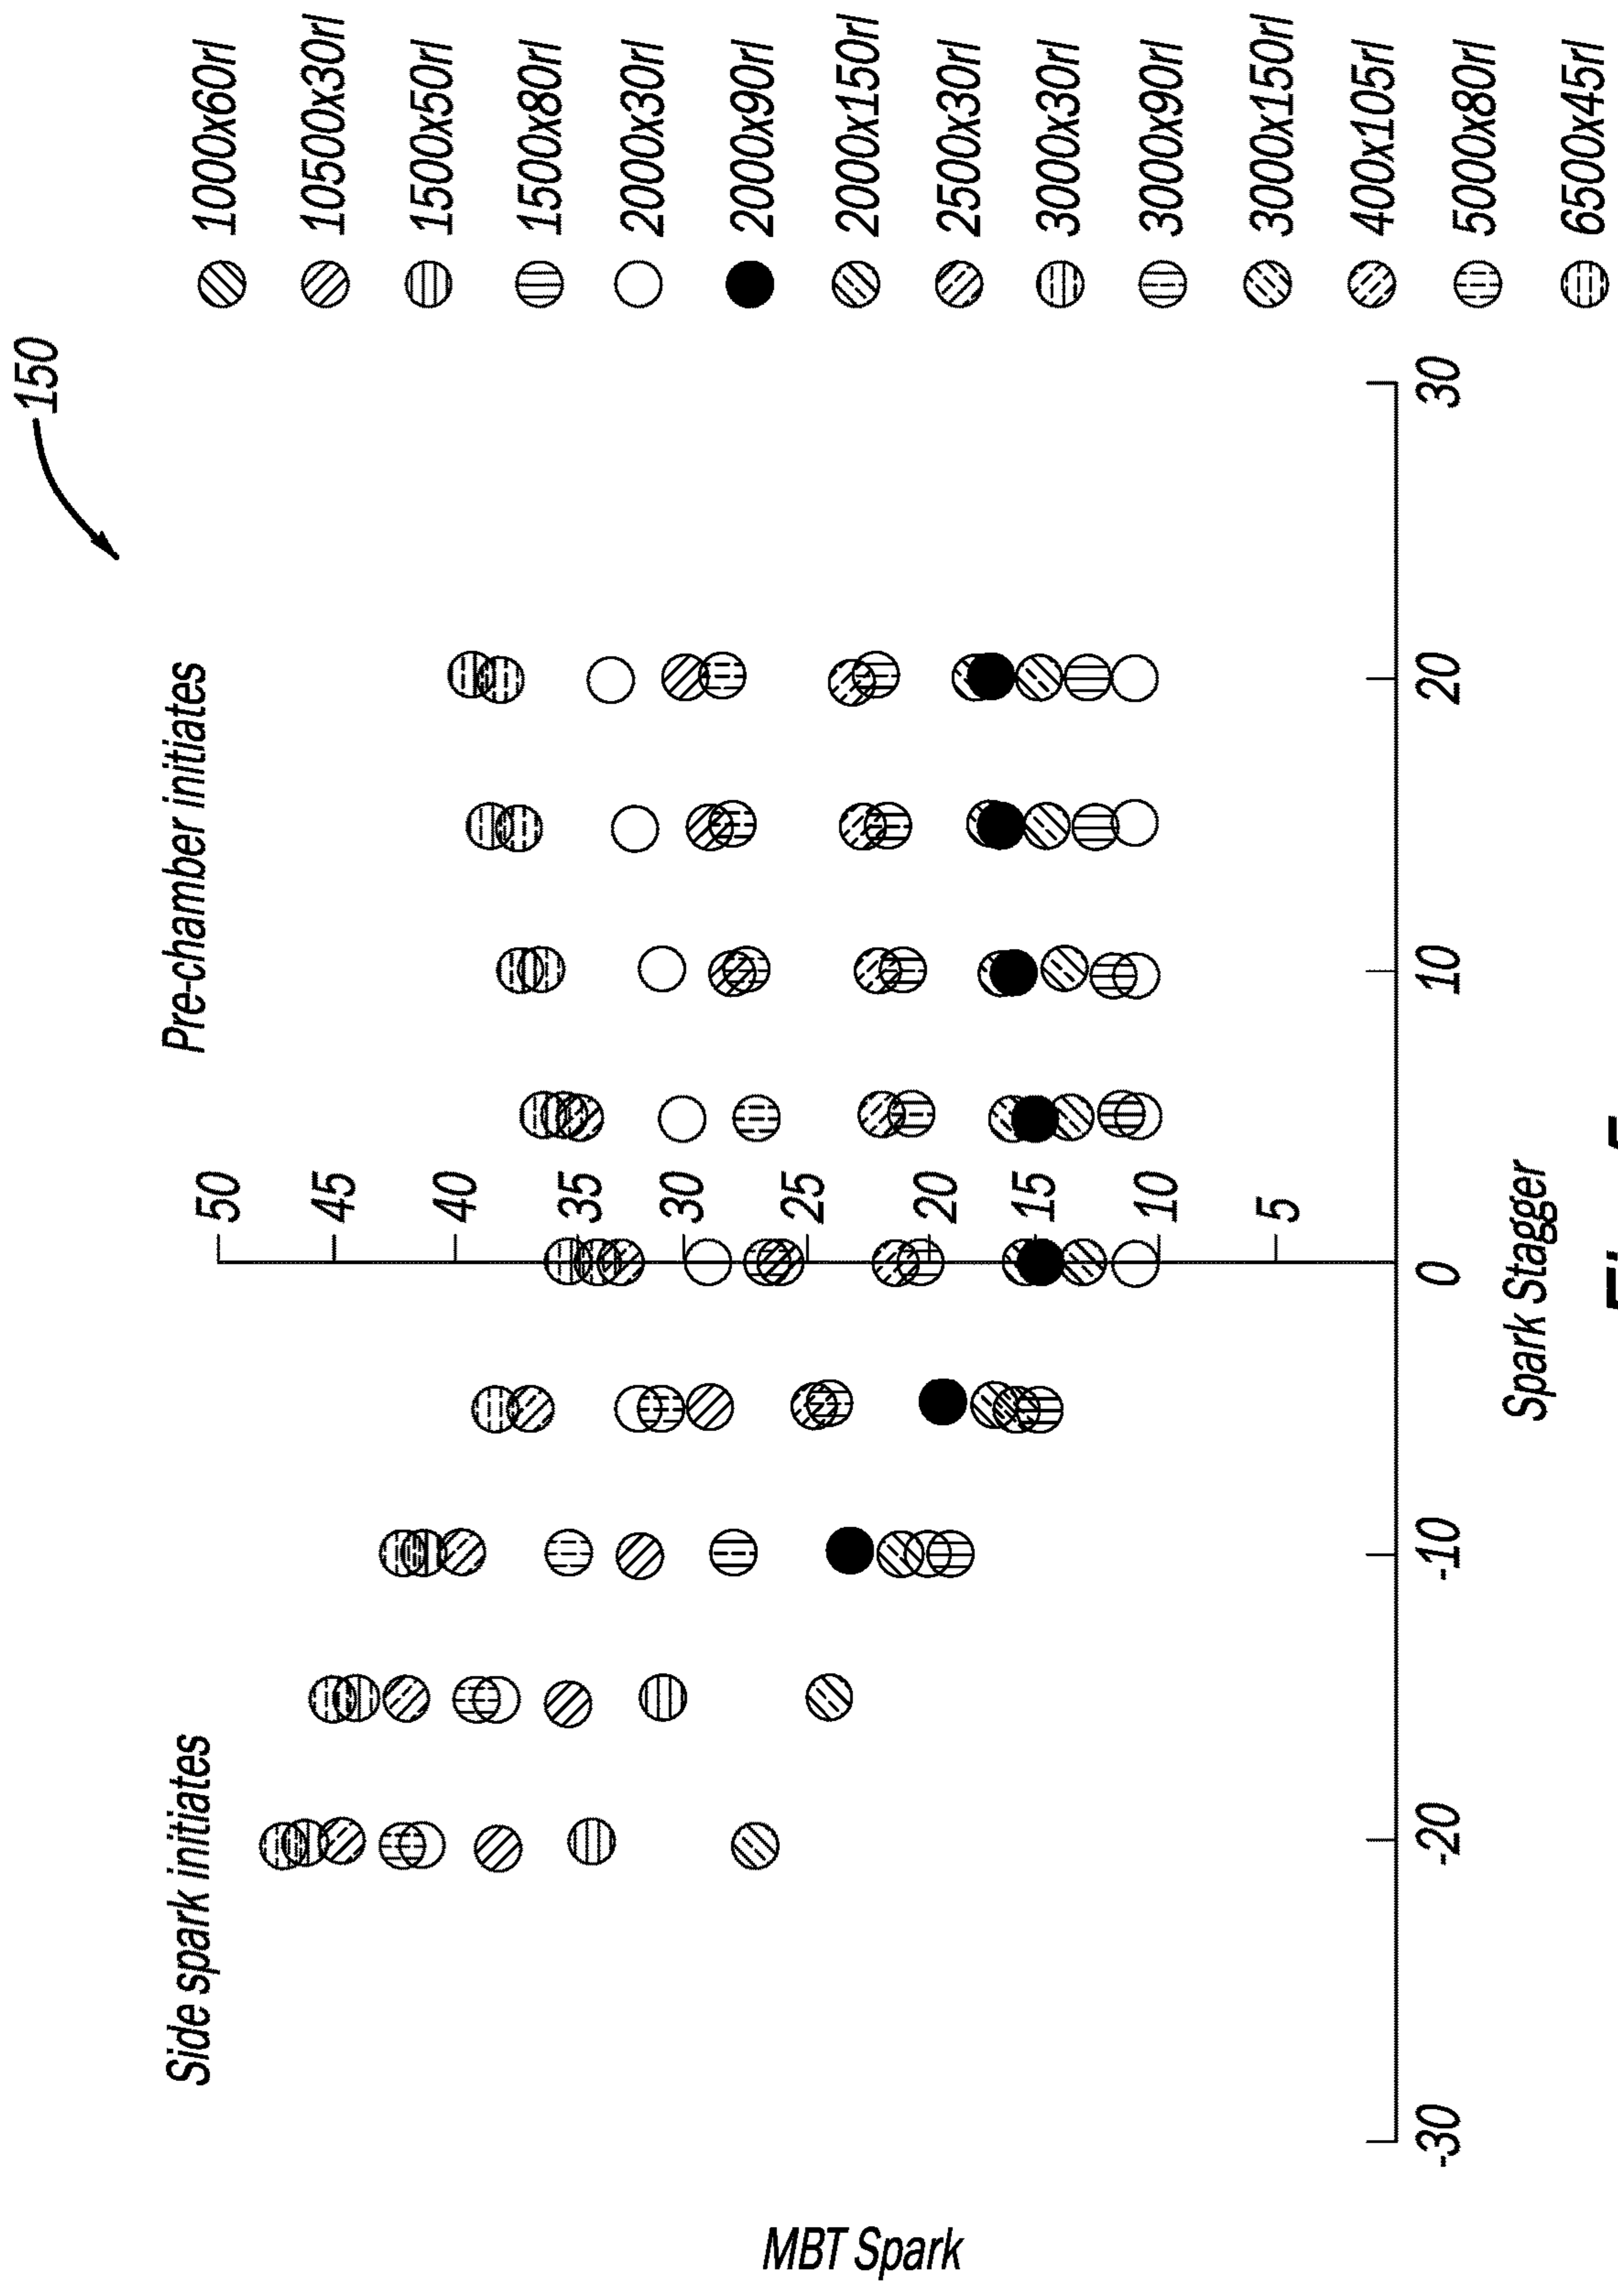 150
Side spark initiates
Pre-chamber initiates
MBT Spark
50
45
40
35
30
25
20
15
10
5
-30
-20
-10
0
10
20
30
Spark Stagger
1000x60rl
10500x30rl
1500x50rl
1500x80rl
2000x30rl
2000x90rl
2000x150rl
2500x30rl
3000x30rl
3000x90rl
3000x150rl
400x105rl
5000x80rl
6500x45rl